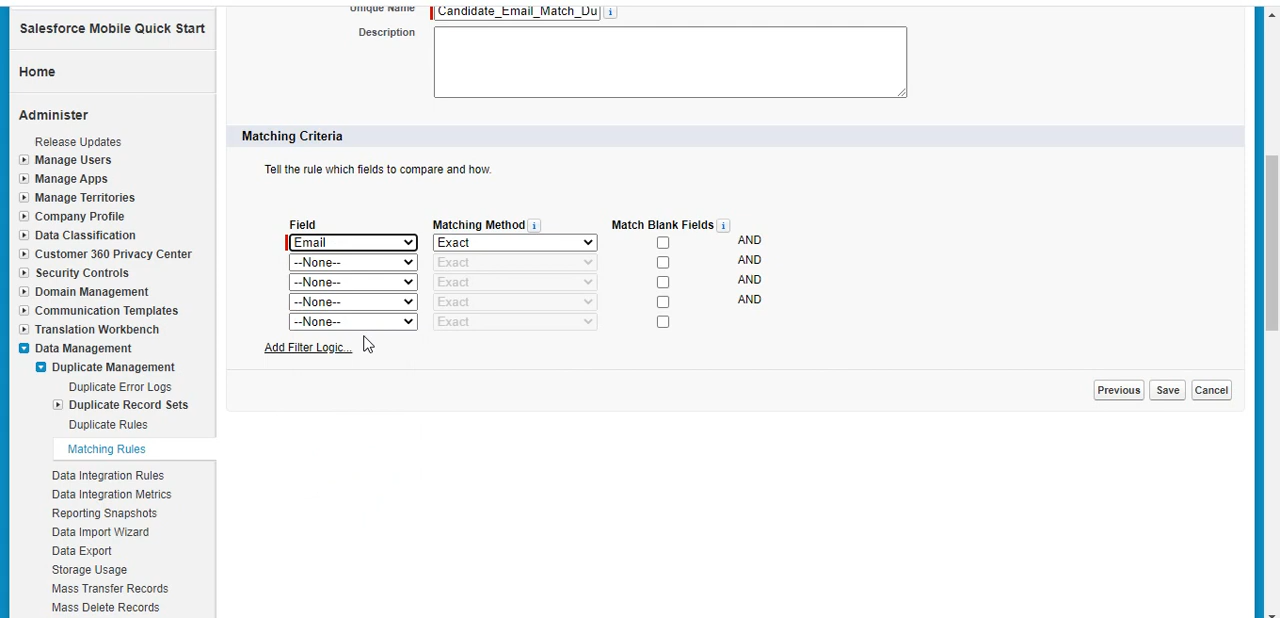 Salesforce Mobile Quick Start
Home
Administer
Release Updates
Manage Users
Manage Apps
Manage Territories
Company Profile
Data Classification
Customer 360 Privacy Center
Security Controls
Domain Management
Communication Templates
Translation Workbench
Data Management
Duplicate Management
Duplicate Error Logs
Duplicate Record Sets
Duplicate Rules
Matching Rules
Data Integration Rules
Data Integration Metrics
Reporting Snapshots
Data Import Wizard
Data Export
Storage Usage
Mass Transfer Records
Mass Delete Records
Unique Name Candidate_Email_Match_Du i
Description
Matching Criteria
Tell the rule which fields to compare and how.
Field Matching Method i Match Blank Fields i
Email Exact AND
--None-- Exact AND
--None-- Exact AND
--None-- Exact AND
--None-- Exact
Add Filter Logic...
Previous Save Cancel